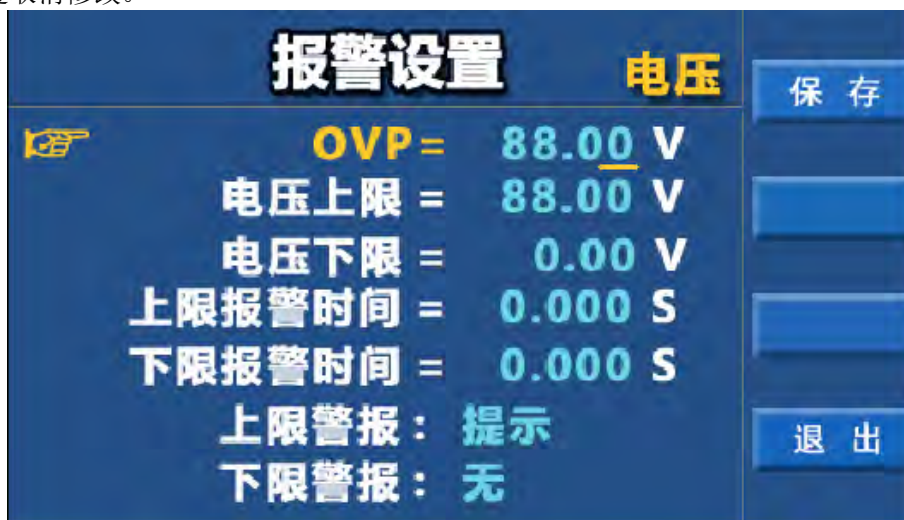 报警设置 电压
保 存
OVP= 88.00 V
电压上限 = 88.00 V
电压下限 = 0.00 V
上限报警时间 = 0.000 S
下限报警时间 = 0.000 S
上限警报： 提示
退 出
下限警报： 无